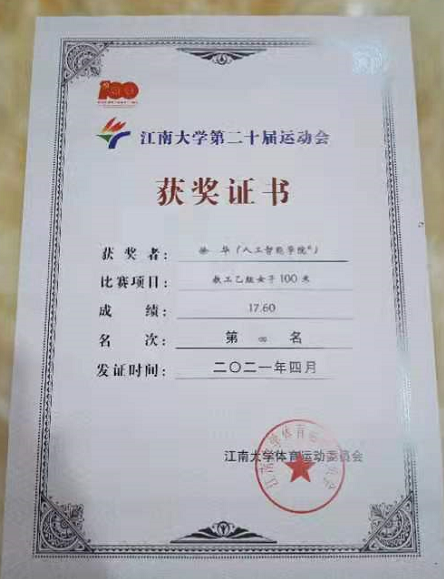 100
江南大学第二十届运动会
获奖证书
获奖者: 徐 华(人工智能学院)
比赛项目: 教工乙组女子100米
成 绩: 17.60
名 次: 第 名
发证时间: 二〇二一年四月
江南大学体育运动委员会